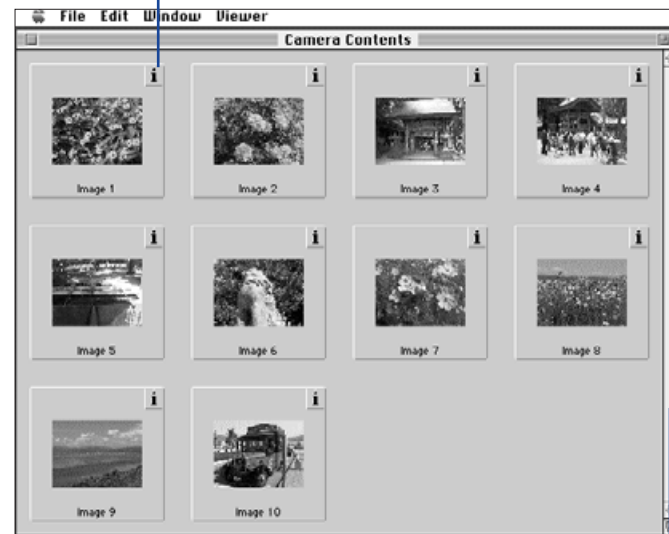 File Edit Window Viewer
Camera Contents
i i i i
Image 1 Image 2 Image 3 Image 4
i i i i
Image 5 Image 6 Image 7 Image 8
i i
Image 9 Image 10